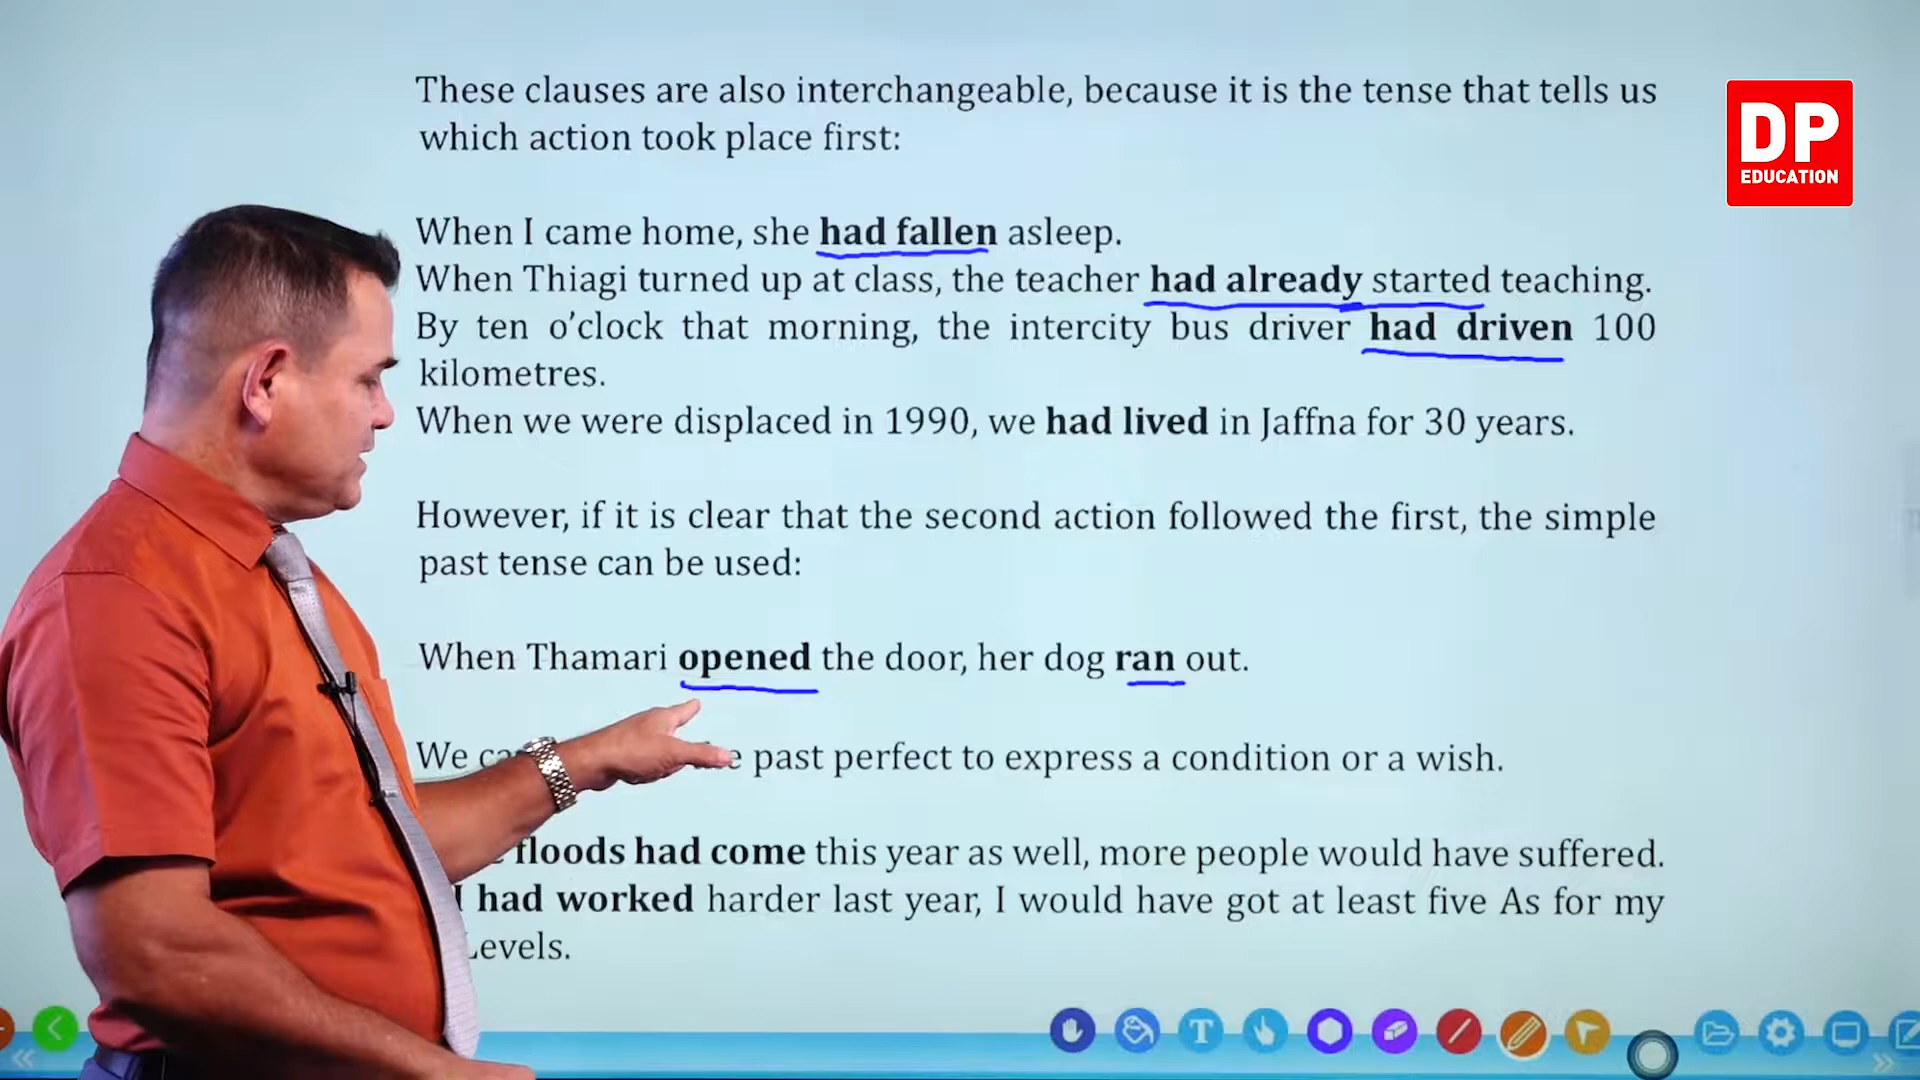 These clauses are also interchangeable, because it is the tense that tells us
which action took place first:
DP
EDUCATION
When I came home, she had fallen asleep.
When Thiagi turned up at class, the teacher had already started teaching.
By ten o’clock that morning, the intercity bus driver had driven 100
kilometres.
When we were displaced in 1990, we had lived in Jaffna for 30 years.
However, if it is clear that the second action followed the first, the simple
past tense can be used:
When Thamari opened the door, her dog ran out.
We past perfect to express a condition or a wish.
floods had come this year as well, more people would have suffered.
I had worked harder last year, I would have got at least five As for my
Levels.